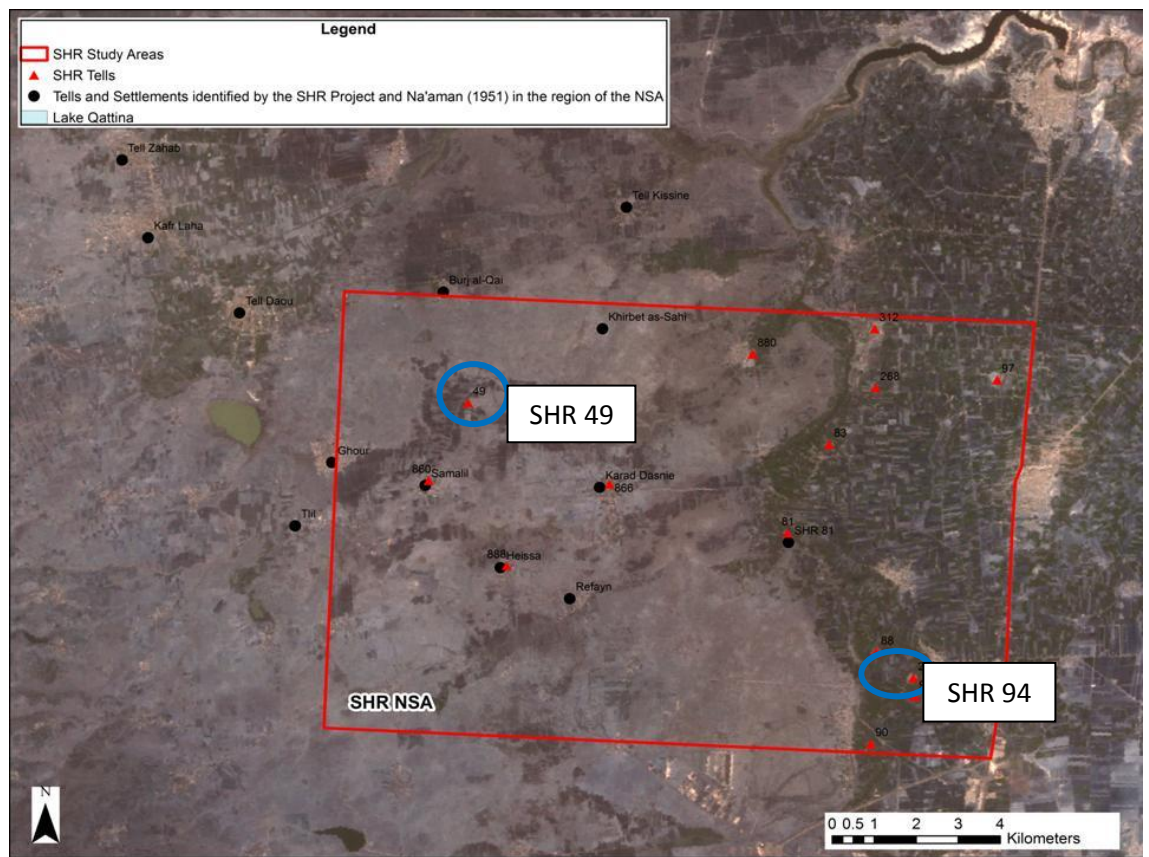 Legend
SHR Study Areas
SHR Tells
Tells and Settlements identified by the SHR Project and Na'aman (1951) in the region of the NSA
Lake Qattina
Tell Zahab
Tell Kissine
Kafr Laha
Burj al-Qai
Tell Daou
Khirbet as-Sahl
312
880
97
268
49
SHR 49
83
Ghour
860
Samalil
Karad Dasnie
866
Tlil
81
SHR 81
888
Heissa
Refayn
88
SHR 94
SHR NSA
90
N
0 0.5 1 2 3 4
Kilometers